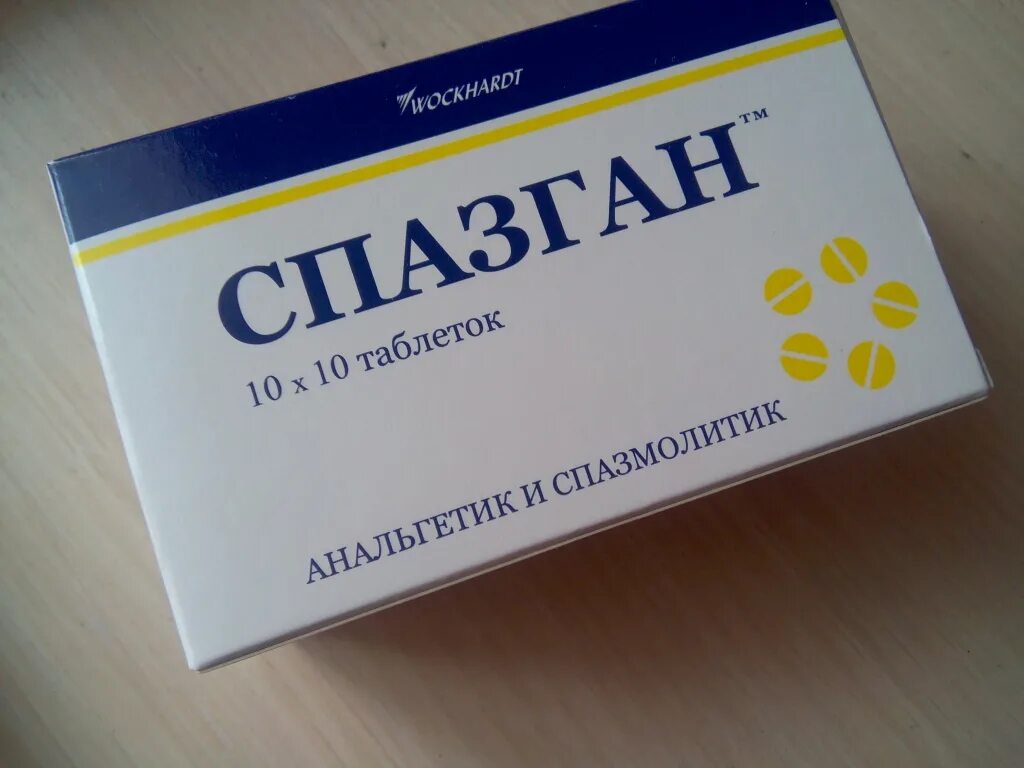 WOCKHARDT
СПАЗГАН™
10 x 10 таблеток
АНАЛЬГЕТИК И СПАЗМОЛИТИК